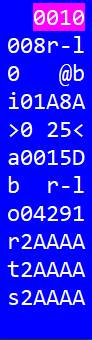 0010
008r-l
0   @b
i01A8A
>0 25<
a0015D
b  r-l
o04291
r2AAAA
t2AAAA
s2AAAA